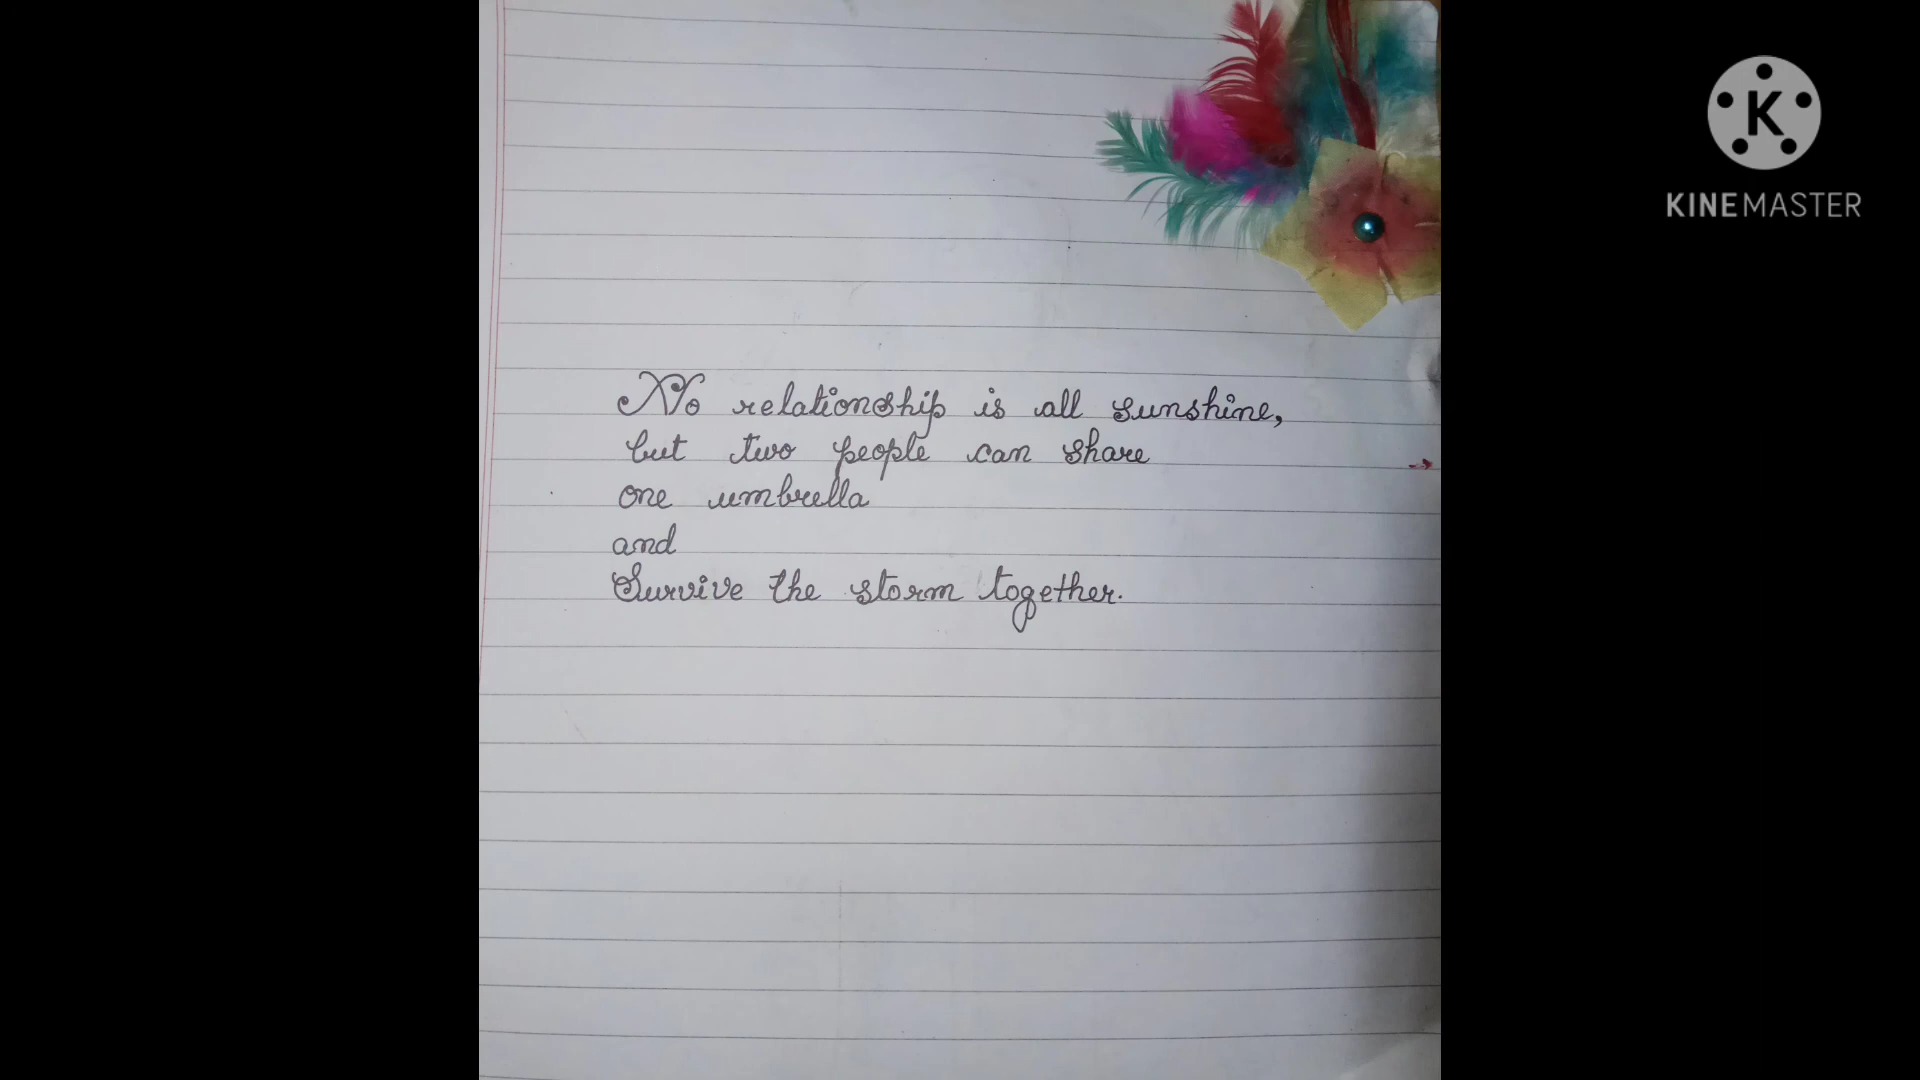 No relationship is all sunshine,
but two people can share
one umbrella
and
Survive the storm together.
K
KINEMASTER